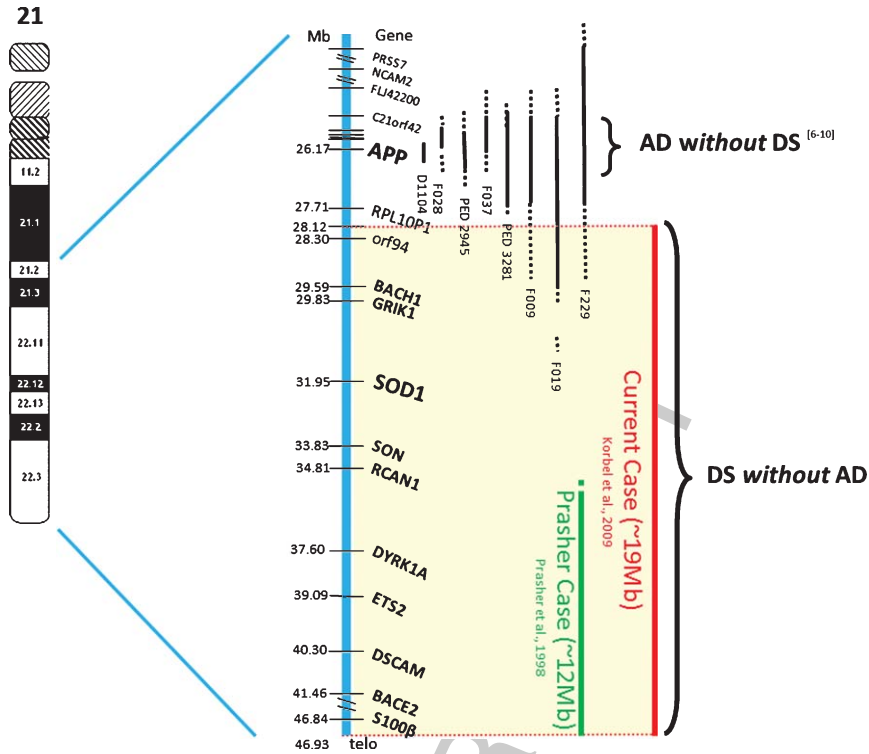 21
11.2
21.1
21.2
21.3
22.11
22.12
22.13
22.2
22.3
Mb
Gene
PRSS7
NCAM2
FLJ42200
C21orf42
26.17
APP
27.71
RPL10P1
28.12
28.30
orf94
29.59
BACH1
29.83
GRIK1
31.95
SOD1
33.83
SON
34.81
RCAN1
37.60
DYRK1A
39.09
ETS2
40.30
DSCAM
41.46
BACE2
46.84
S100β
46.93
telo
D1104
F028
PED 2945
F037
PED 3281
F009
F019
F229
AD without DS [6-10]
Current Case (~19Mb)
Korbel et al., 2009
Prasher Case (~12Mb)
Prasher et al., 1998
DS without AD